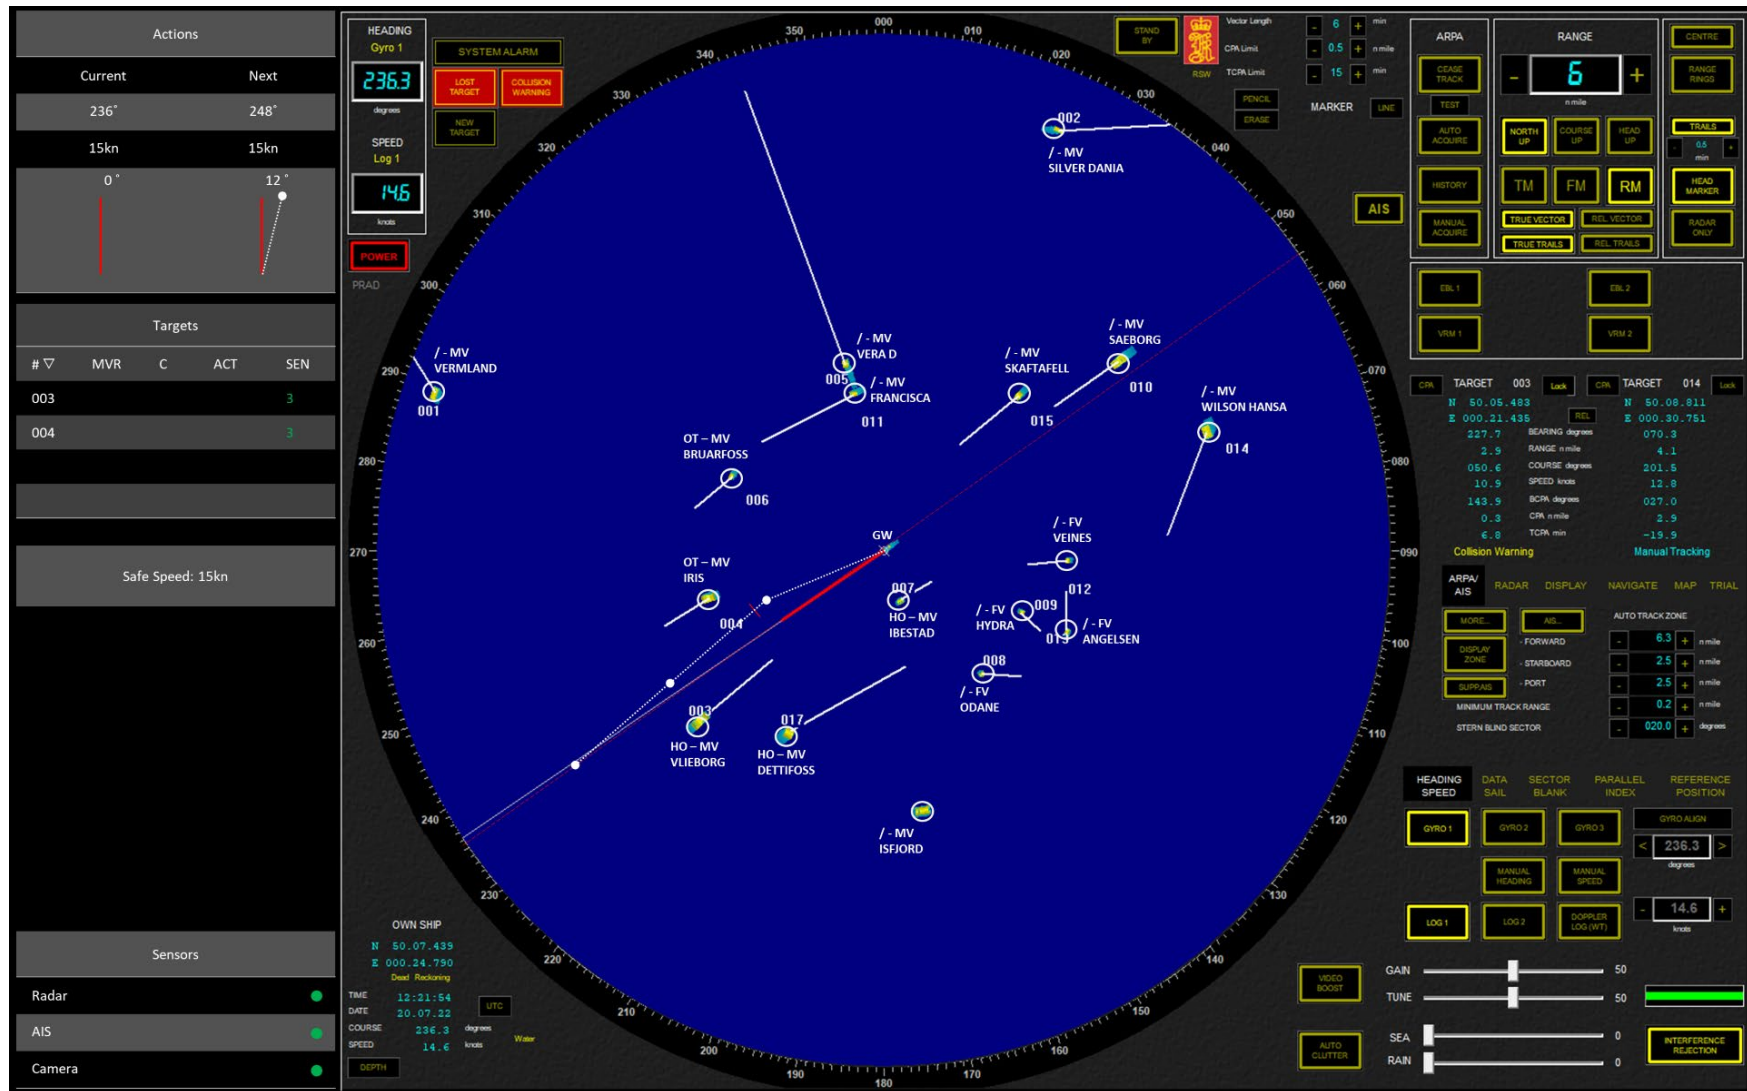 Actions
Current Next
236° 248°
15kn 15kn
0° 12°
Targets
# ▽ MVR C ACT SEN
003 3
004 3
Safe Speed: 15kn
Sensors
Radar
AIS
Camera
HEADING
Gyro 1
236.3
degrees
SPEED
Log 1
14.6
knots
POWER
PRAD
SYSTEM ALARM
LOST TARGET
COLLISION WARNING
NEW TARGET
000
010
020
030
040
050
060
070
080
090
100
110
120
130
140
150
160
170
180
190
200
210
220
230
240
250
260
270
280
290
300
310
320
330
340
350
002
/ - MV
SILVER DANIA
/ - MV
VERMLAND
001
/ - MV
VERA D
005
/ - MV
FRANCISCA
011
/ - MV
SKAFTAFELL
015
/ - MV
SAEBORG
010
/ - MV
WILSON HANSA
014
OT – MV
BRUARFOSS
006
GW
/ - FV
VEINES
012
OT – MV
IRIS
004
007
HO – MV
IBESTAD
/ - FV
HYDRA
009
013
/ - FV
ANGELSEN
008
/ - FV
ODANE
003
HO – MV
VLIEBORG
017
HO – MV
DETTIFOSS
/ - MV
ISFJORD
STAND BY
RSW
Vector Length - 6 + min
CPA Limit - 0.5 + n mile
TCPA Limit - 15 + min
PENCIL
ERASE
MARKER LINE
AIS
ARPA
CEASE TRACK
TEST
AUTO ACQUIRE
HISTORY
MANUAL ACQUIRE
RANGE
- 6 +
n mile
NORTH UP
COURSE UP
HEAD UP
TM FM RM
TRUE VECTOR REL. VECTOR
TRUE TRAILS REL. TRAILS
CENTRE
RANGE RINGS
TRAILS
- 0.5 +
min
HEAD MARKER
RADAR ONLY
EBL 1 EBL 2
VRM 1 VRM 2
CPA TARGET 003 Lock CPA TARGET 014 Lock
N 50.05.483 N 50.08.811
E 000.21.435 REL E 000.30.751
227.7 BEARING degrees 070.3
2.9 RANGE n mile 4.1
050.6 COURSE degrees 201.5
10.9 SPEED knots 12.8
143.9 BCPA degrees 027.0
0.3 CPA n mile 2.9
6.8 TCPA min -19.9
Collision Warning Manual Tracking
ARPA/AIS RADAR DISPLAY NAVIGATE MAP TRIAL
MORE... AIS... AUTO TRACK ZONE
DISPLAY ZONE
SUPP.AIS
- FORWARD - 6.3 + n mile
- STARBOARD - 2.5 + n mile
- PORT - 2.5 + n mile
MINIMUM TRACK RANGE - 0.2 + n mile
STERN BLIND SECTOR - 020.0 + degrees
HEADING SPEED
DATA SAIL
SECTOR BLANK
PARALLEL INDEX
REFERENCE POSITION
GYRO 1 GYRO 2 GYRO 3 GYRO ALIGN
< 236.3 >
degrees
MANUAL HEADING
MANUAL SPEED
LOG 1 LOG 2 DOPPLER LOG (WT)
- 14.6 +
knots
VIDEO BOOST
GAIN 50
TUNE 50
AUTO CLUTTER
SEA 0
RAIN 0
INTERFERENCE REJECTION
OWN SHIP
N 50.07.439
E 000.24.790
Dead Reckoning
TIME 12:21:54 UTC
DATE 20.07.22
COURSE 236.3 degrees
SPEED 14.6 knots Water
DEPTH